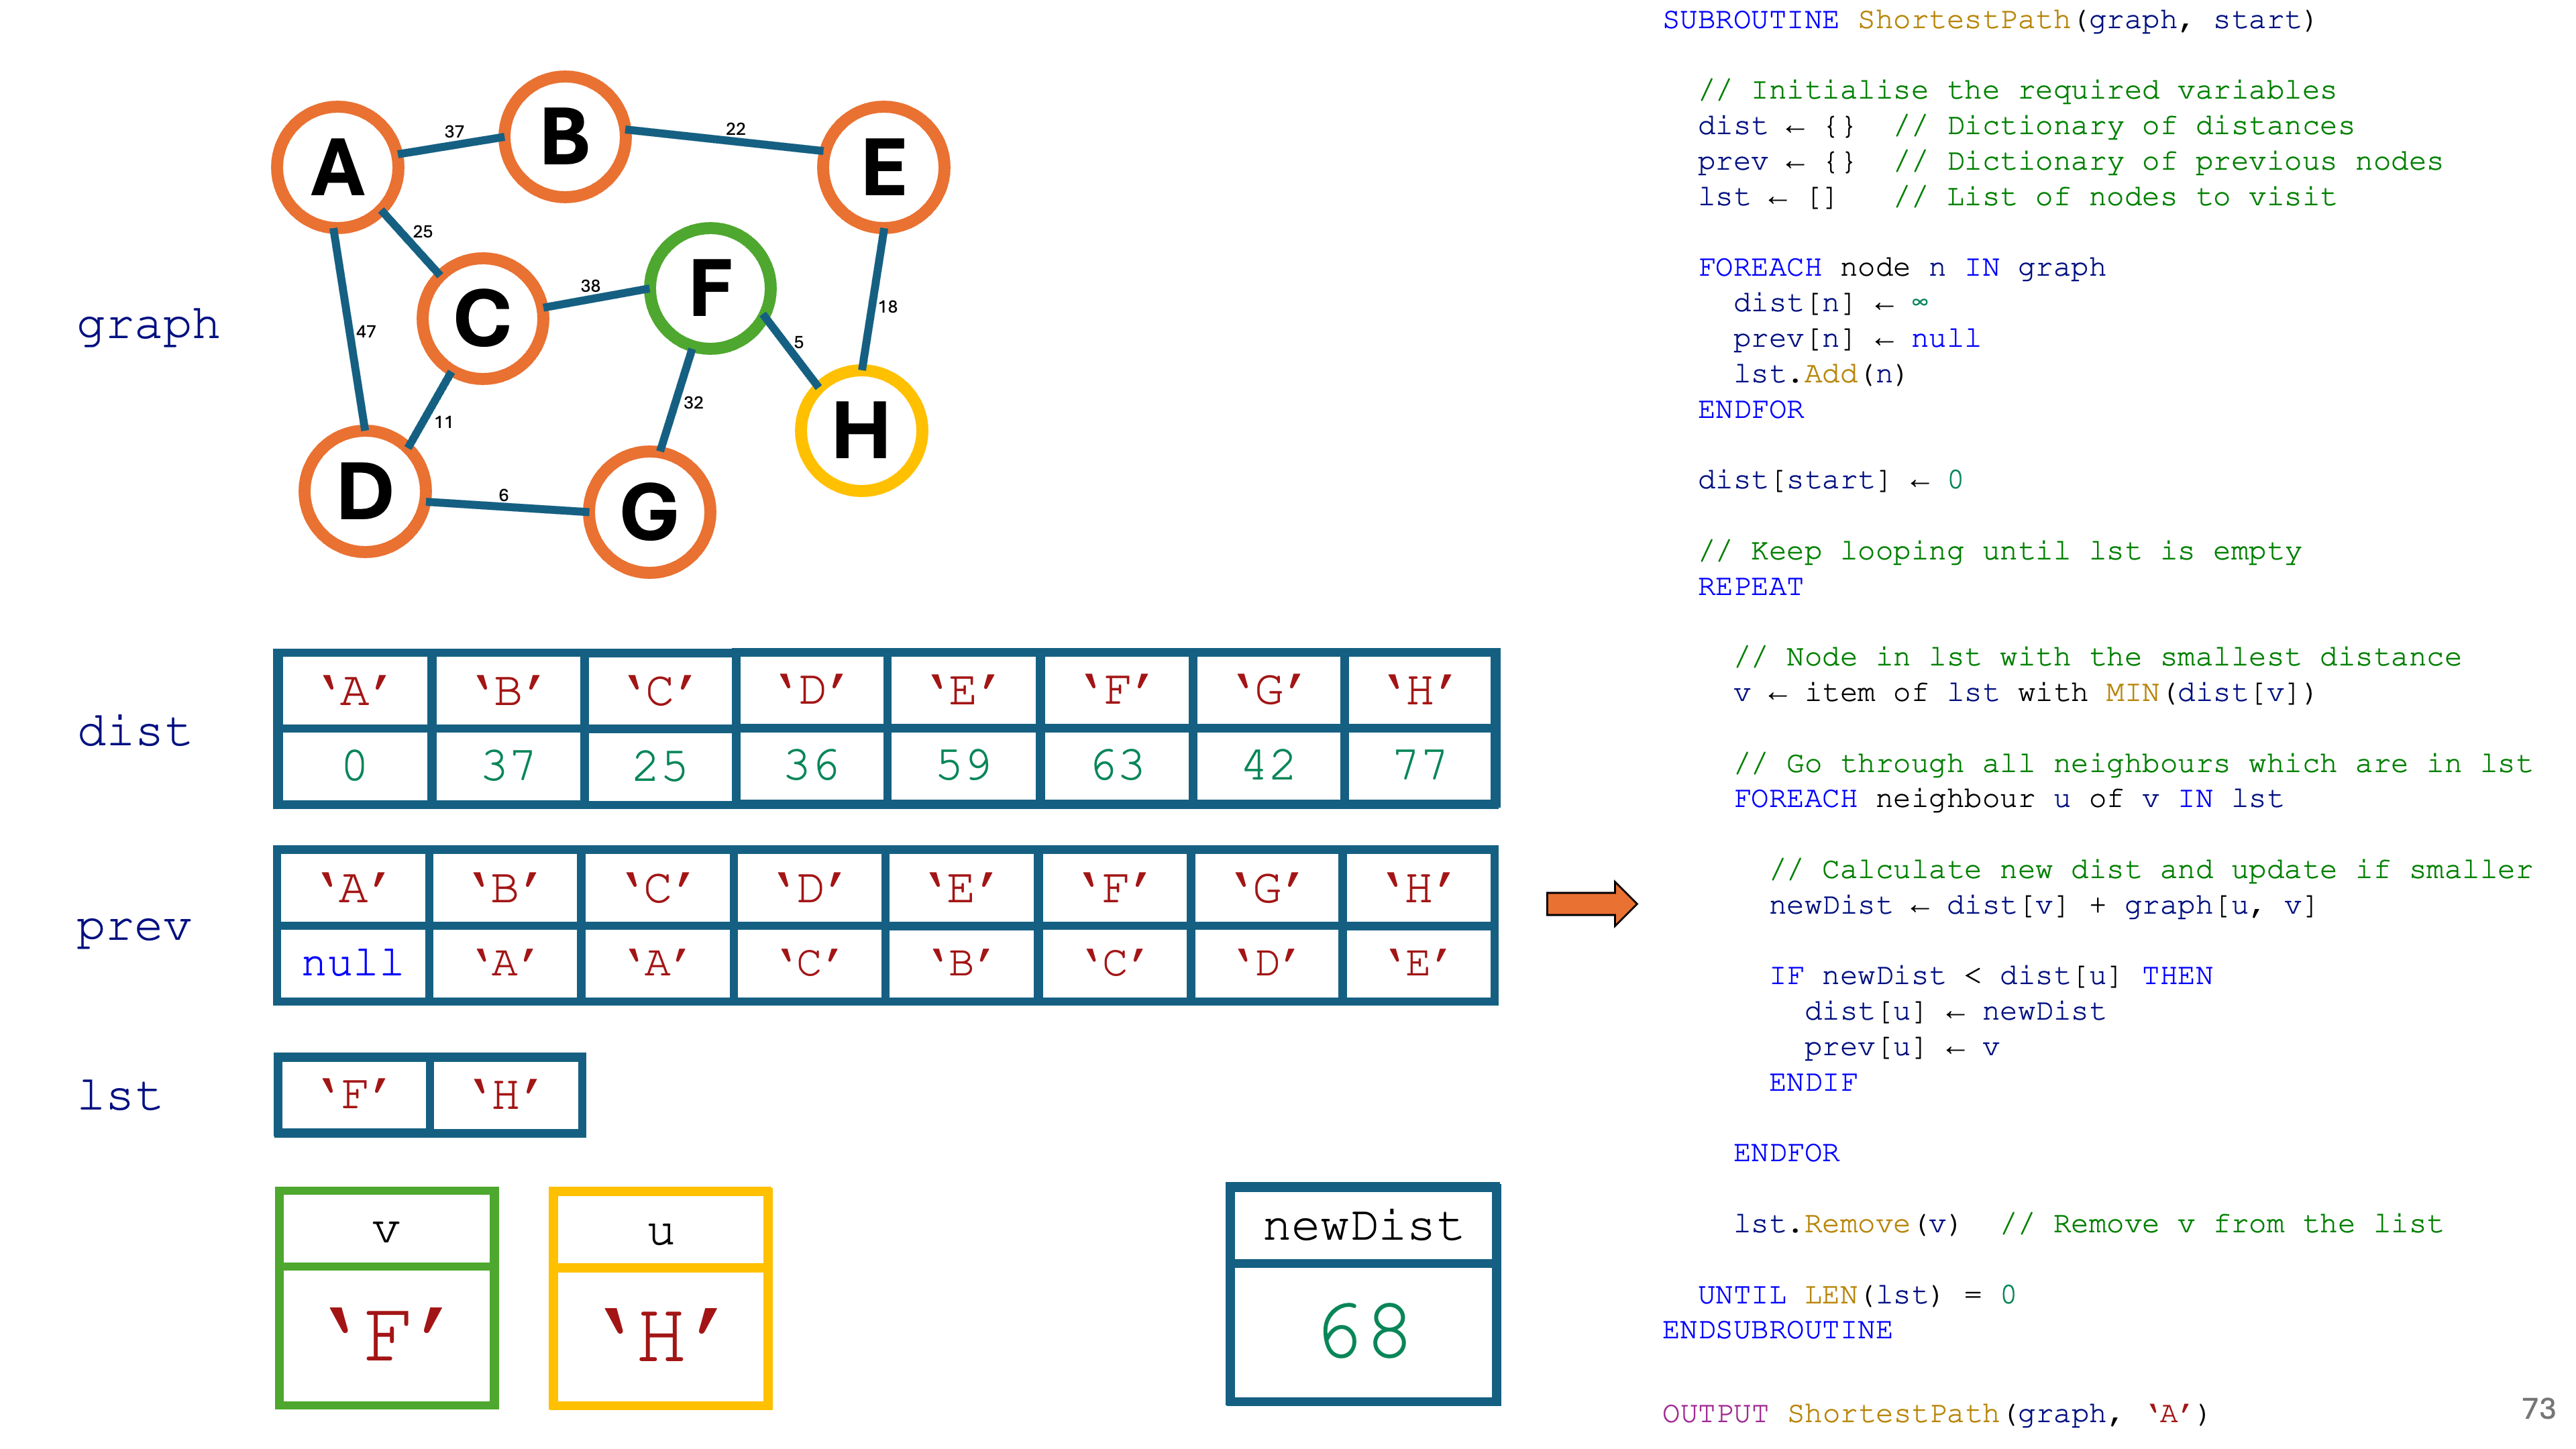 graph
A
B
E
C
F
H
D
G
37
22
25
38
47
5
18
11
32
6
dist
‘A’ ‘B’ ‘C’ ‘D’ ‘E’ ‘F’ ‘G’ ‘H’
0 37 25 36 59 63 42 77
prev
‘A’ ‘B’ ‘C’ ‘D’ ‘E’ ‘F’ ‘G’ ‘H’
null ‘A’ ‘A’ ‘C’ ‘B’ ‘C’ ‘D’ ‘E’
lst
‘F’ ‘H’
v
‘F’
u
‘H’
newDist
68
SUBROUTINE ShortestPath(graph, start)
// Initialise the required variables
dist ← {} // Dictionary of distances
prev ← {} // Dictionary of previous nodes
lst ← [] // List of nodes to visit
FOREACH node n IN graph
dist[n] ← ∞
prev[n] ← null
lst.Add(n)
ENDFOR
dist[start] ← 0
// Keep looping until lst is empty
REPEAT
// Node in lst with the smallest distance
v ← item of lst with MIN(dist[v])
// Go through all neighbours which are in lst
FOREACH neighbour u of v IN lst
// Calculate new dist and update if smaller
newDist ← dist[v] + graph[u, v]
IF newDist < dist[u] THEN
dist[u] ← newDist
prev[u] ← v
ENDIF
ENDFOR
lst.Remove(v) // Remove v from the list
UNTIL LEN(lst) = 0
ENDSUBROUTINE
OUTPUT ShortestPath(graph, ‘A’)
73